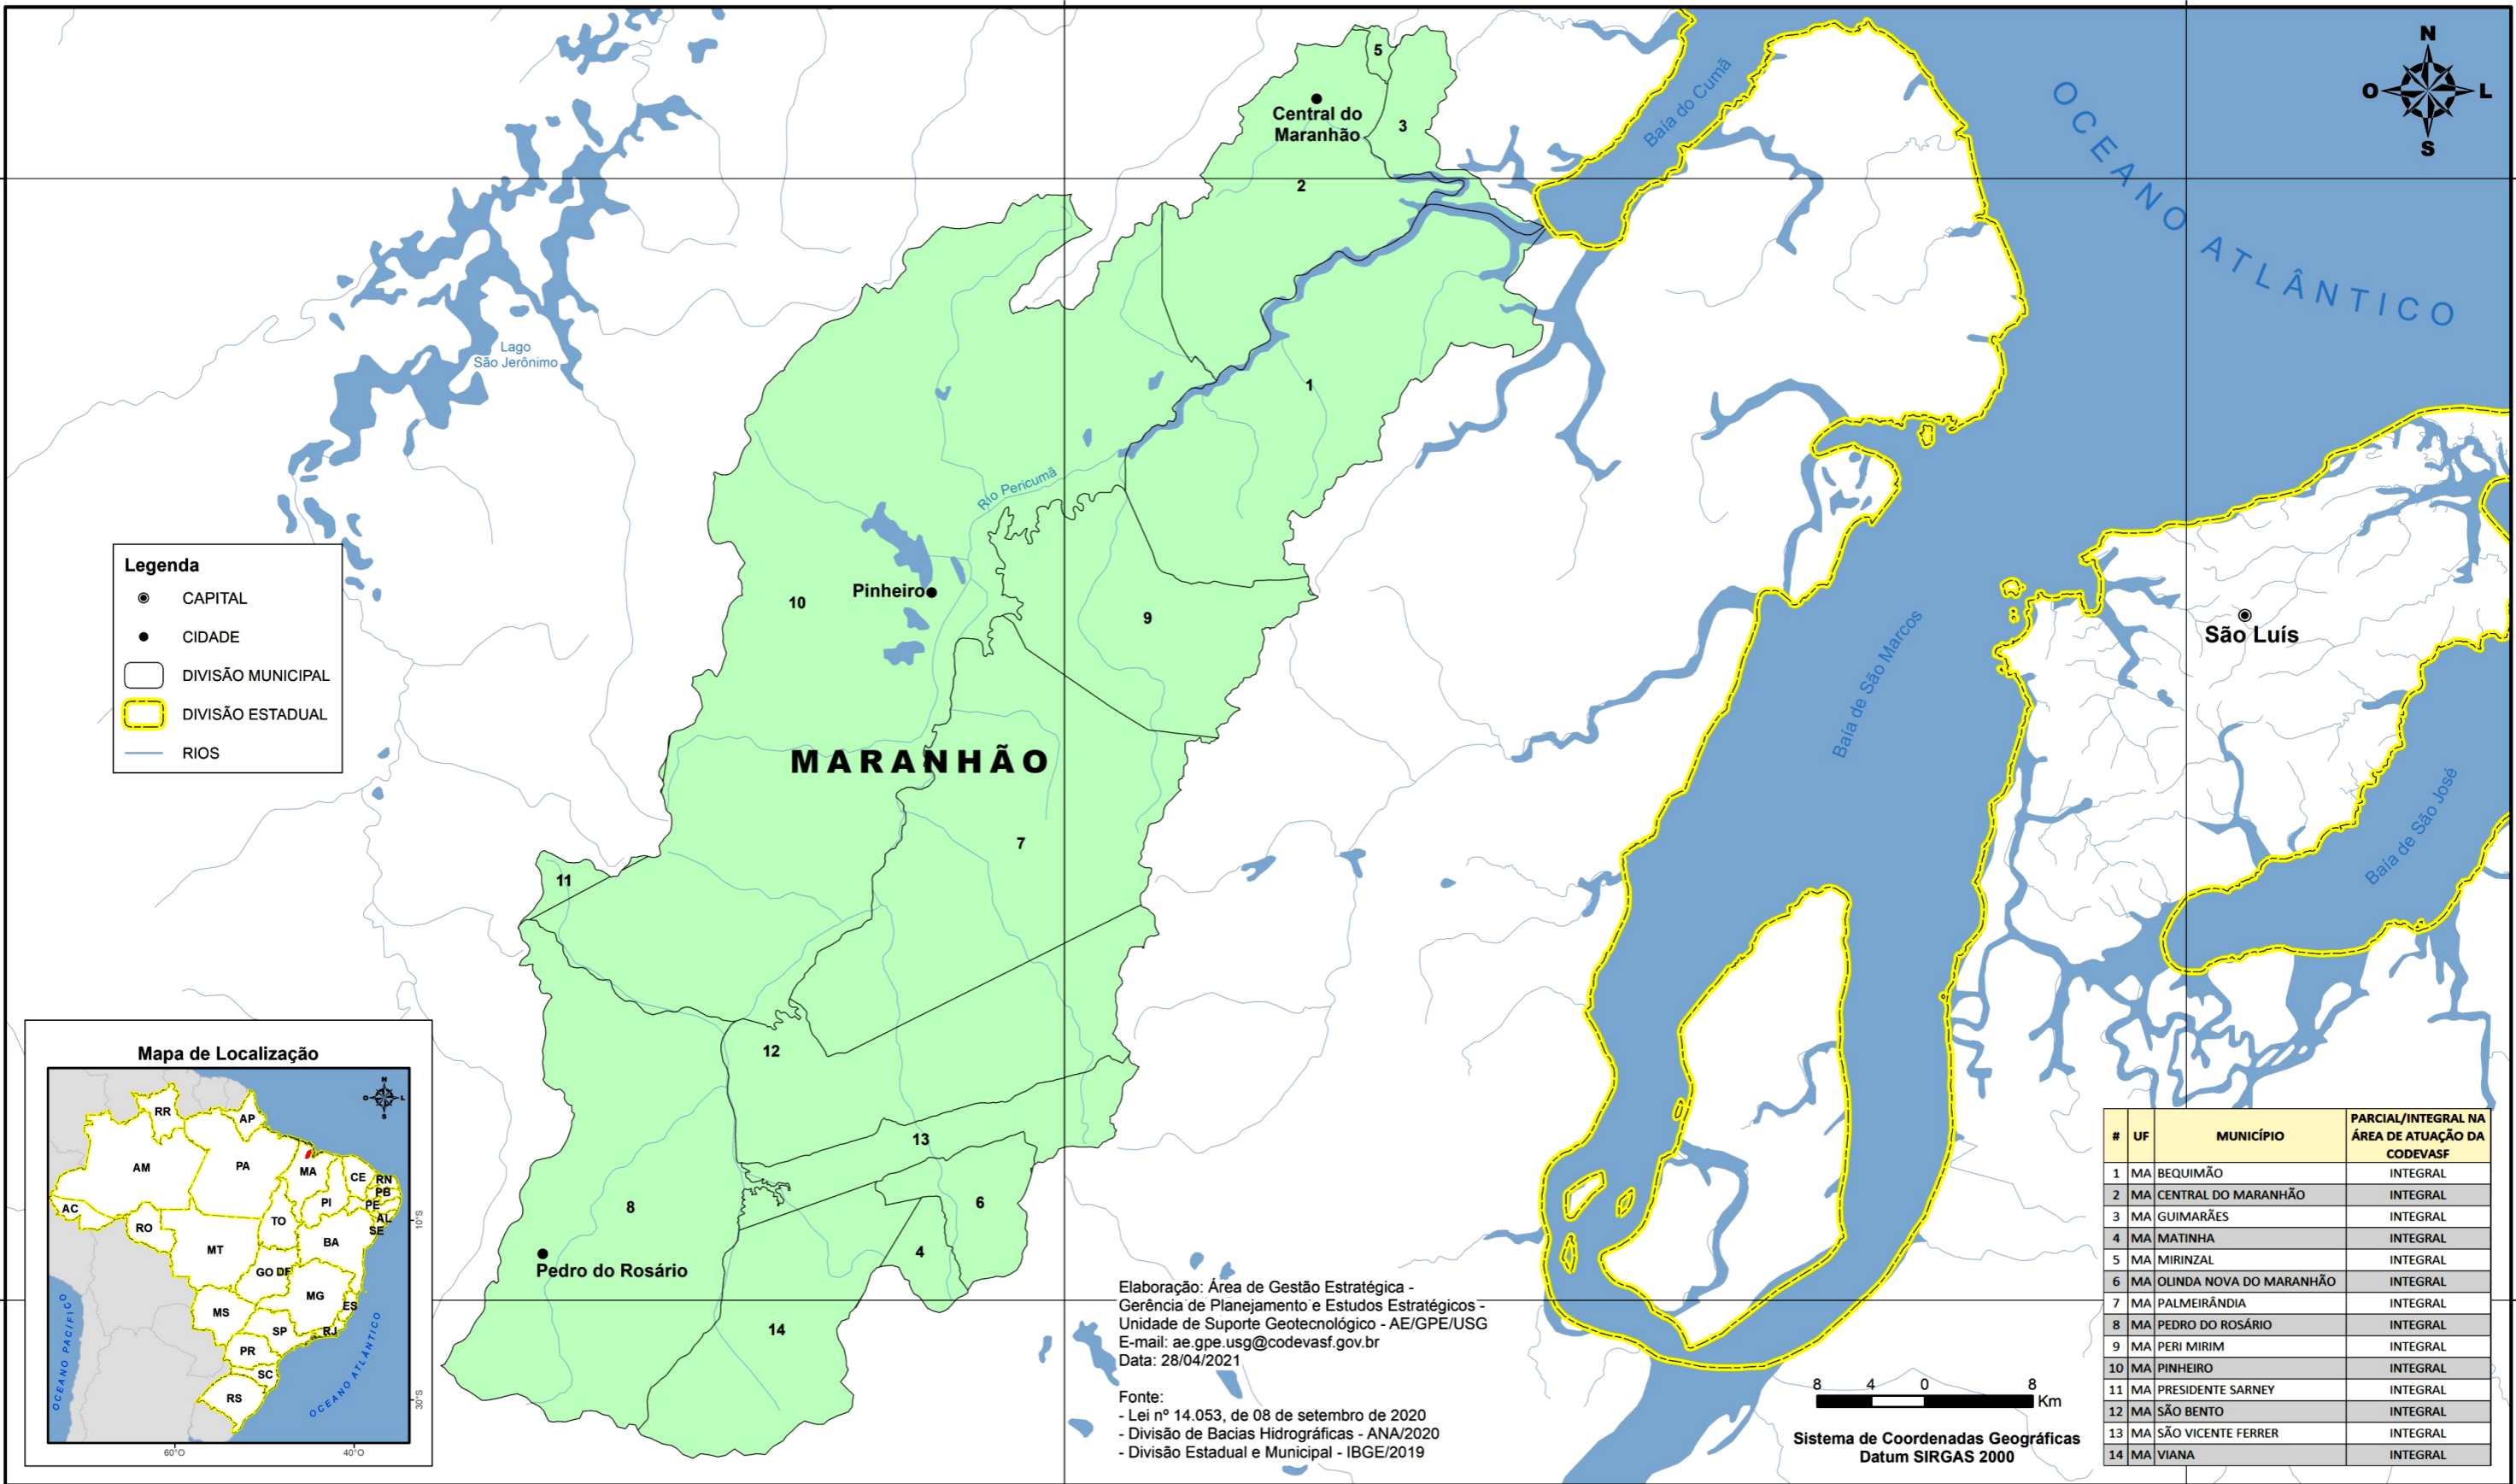 N
O L
S
OCEANO ATLÂNTICO
Baía do Cumã
5
Central do
Maranhão
3
2
Lago
São Jerônimo
1
Rio Pericumã
Legenda
CAPITAL
CIDADE
DIVISÃO MUNICIPAL
DIVISÃO ESTADUAL
RIOS
10
Pinheiro
9
São Luís
Baía de São Marcos
MARANHÃO
Baía de São José
7
11
12
13
8
6
4
Pedro do Rosário
14
Mapa de Localização
N
O L
S
RR
AP
AM
PA
MA
CE
RN
PB
PE
AL
SE
PI
AC
RO
TO
BA
MT
GO DF
MG
ES
MS
SP
RJ
PR
SC
RS
OCEANO PACÍFICO
OCEANO ATLÂNTICO
10°S
30°S
60°O
40°O
Elaboração: Área de Gestão Estratégica -
Gerência de Planejamento e Estudos Estratégicos -
Unidade de Suporte Geotecnológico - AE/GPE/USG
E-mail: ae.gpe.usg@codevasf.gov.br
Data: 28/04/2021
Fonte:
- Lei nº 14.053, de 08 de setembro de 2020
- Divisão de Bacias Hidrográficas - ANA/2020
- Divisão Estadual e Municipal - IBGE/2019
8 4 0 8
Km
Sistema de Coordenadas Geográficas
Datum SIRGAS 2000
# UF MUNICÍPIO PARCIAL/INTEGRAL NA
ÁREA DE ATUAÇÃO DA
CODEVASF
1 MA BEQUIMÃO INTEGRAL
2 MA CENTRAL DO MARANHÃO INTEGRAL
3 MA GUIMARÃES INTEGRAL
4 MA MATINHA INTEGRAL
5 MA MIRINZAL INTEGRAL
6 MA OLINDA NOVA DO MARANHÃO INTEGRAL
7 MA PALMEIRÂNDIA INTEGRAL
8 MA PEDRO DO ROSÁRIO INTEGRAL
9 MA PERI MIRIM INTEGRAL
10 MA PINHEIRO INTEGRAL
11 MA PRESIDENTE SARNEY INTEGRAL
12 MA SÃO BENTO INTEGRAL
13 MA SÃO VICENTE FERRER INTEGRAL
14 MA VIANA INTEGRAL